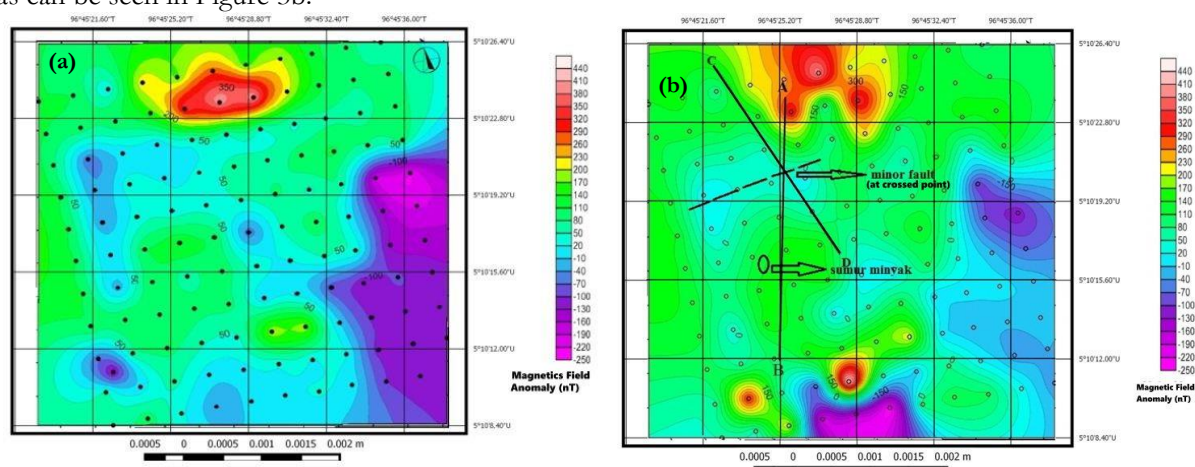 as can be seen in Figure 5b.
96°45'21.60"T 96°45'25.20"T 96°45'28.80"T 96°45'32.40"T 96°45'36.00"T
(a)
5°10'26.40"U
5°10'22.80"U
5°10'19.20"U
5°10'15.60"U
5°10'12.00"U
5°10'8.40"U
350
200
50
50
-100
50
50
50
50
-100
50
50
50
440
410
380
350
320
290
260
230
200
170
140
110
80
50
20
-10
-40
-70
-100
-130
-160
-190
-220
-250
Magnetics Field
Anomaly (nT)
0.0005 0 0.0005 0.001 0.0015 0.002 m
96°45'21.60"T 96°45'25.20"T 96°45'28.80"T 96°45'32.40"T 96°45'36.00"T
(b)
C
A
300
150
150
150
minor fault
(at crossed point)
-150
0
D
sumur minyak
B
150
150
-150
5°10'26.40"U
5°10'22.80"U
5°10'19.20"U
5°10'15.60"U
5°10'12.00"U
5°10'8.40"U
440
410
380
350
320
290
260
230
200
170
140
110
80
50
20
-10
-40
-70
-100
-130
-160
-190
-220
-250
Magnetic Field
Anomaly (nT)
0.0005 0 0.0005 0.001 0.0015 0.002 m